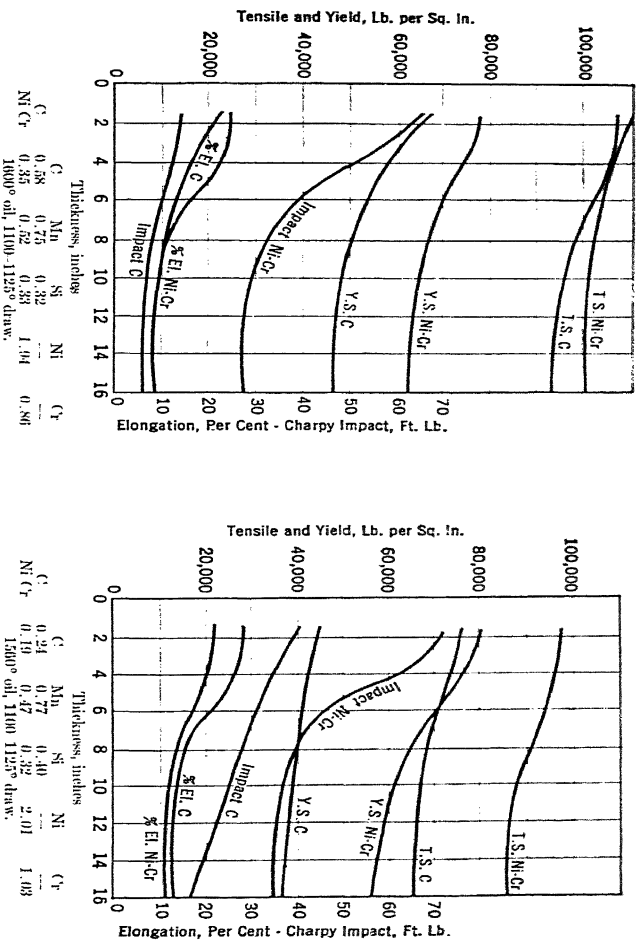 Tensile and Yield, Lb. per Sq. In.
0 20,000 40,000 60,000 80,000 100,000
0 2 4 6 8 10 12 14 16
T.S. Ni-Cr
T.S. C
Y.S. Ni-Cr
Y.S. C
Impact Ni-Cr
% El. C
% El. Ni-Cr
Impact C
0 10 20 30 40 50 60 70
Elongation, Per Cent - Charpy Impact, Ft. Lb.
Thickness, inches
C Mn Si Ni Cr
C 0.75 0.32 — —
Ni Cr 0.35 0.33 1.94 0.86
1600° oil, 1100-1125° draw.
Tensile and Yield, Lb. per Sq. In.
0 20,000 40,000 60,000 80,000 100,000
0 2 4 6 8 10 12 14 16
T.S. Ni-Cr
T.S. C
Y.S. Ni-Cr
Y.S. C
Impact Ni-Cr
Impact C
% El. C
% El. Ni-Cr
0 10 20 30 40 50 60 70
Elongation, Per Cent - Charpy Impact, Ft. Lb.
Thickness, inches
C Mn Si Ni Cr
C 0.24 0.77 0.40 — —
Ni Cr 0.47 0.32 2.01 1.03
oil, 1100 1125° draw.